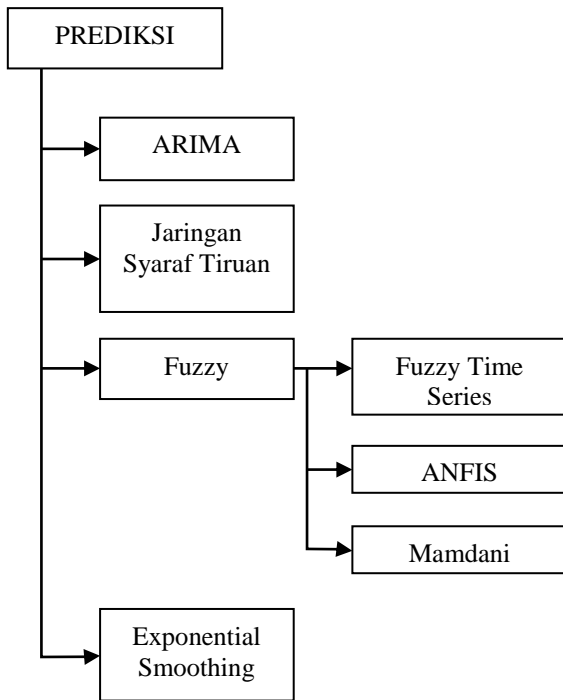 PREDIKSI
ARIMA
Jaringan
Syaraf Tiruan
Fuzzy
Fuzzy Time
Series
ANFIS
Mamdani
Exponential
Smoothing